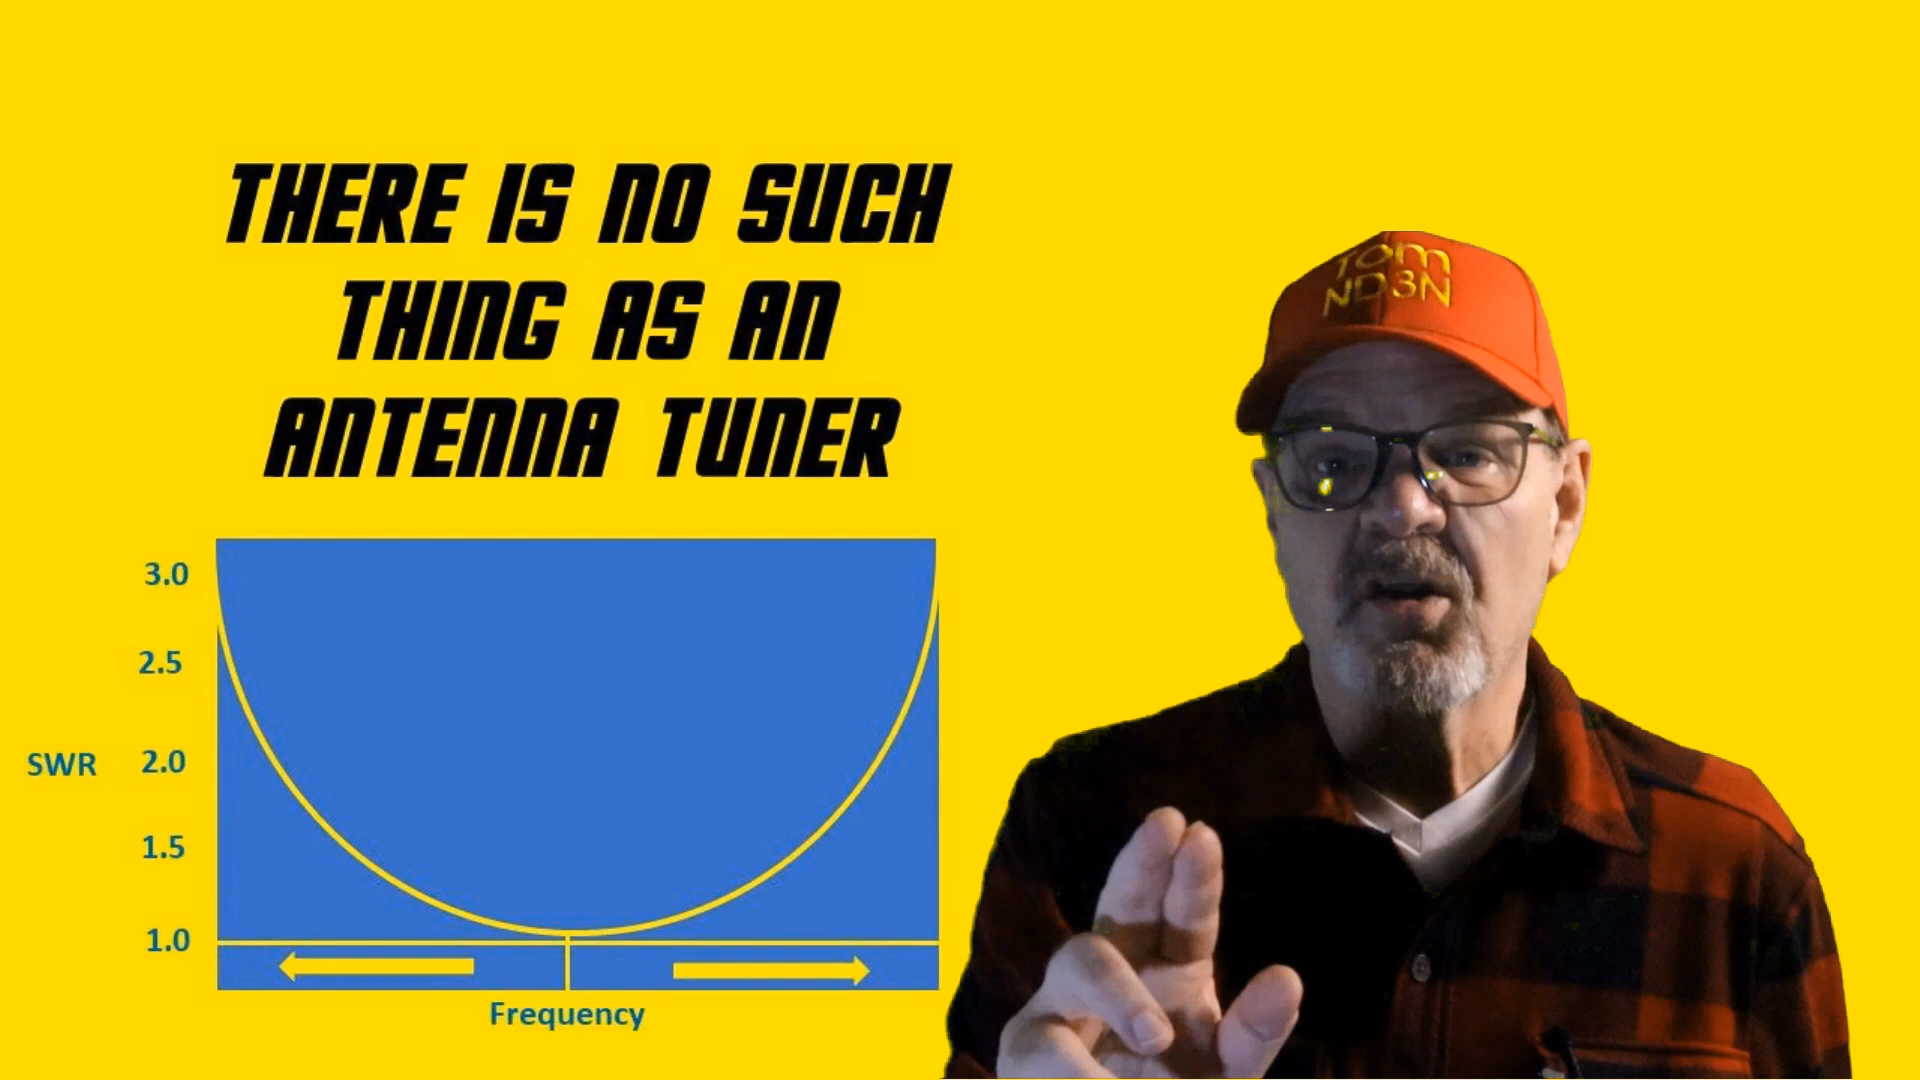 THERE IS NO SUCH
THING AS AN
ANTENNA TUNER
Tom
ND3N
3.0
2.5
SWR 2.0
1.5
1.0
Frequency